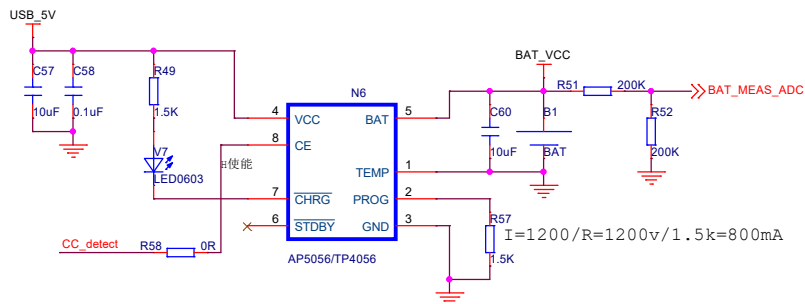 USB_5V
BAT_VCC
C57
C58
R49
N6
R51
200K
BAT_MEAS_ADC
10uF
0.1uF
1.5K
4
VCC
BAT
5
C60
B1
R52
8
CE
10uF
BAT
200K
V7
H使能
LED0603
TEMP
1
7
CHRG
PROG
2
6
STDBY
GND
3
R57
I=1200/R=1200v/1.5k=800mA
1.5K
CC_detect
R58
0R
AP5056/TP4056